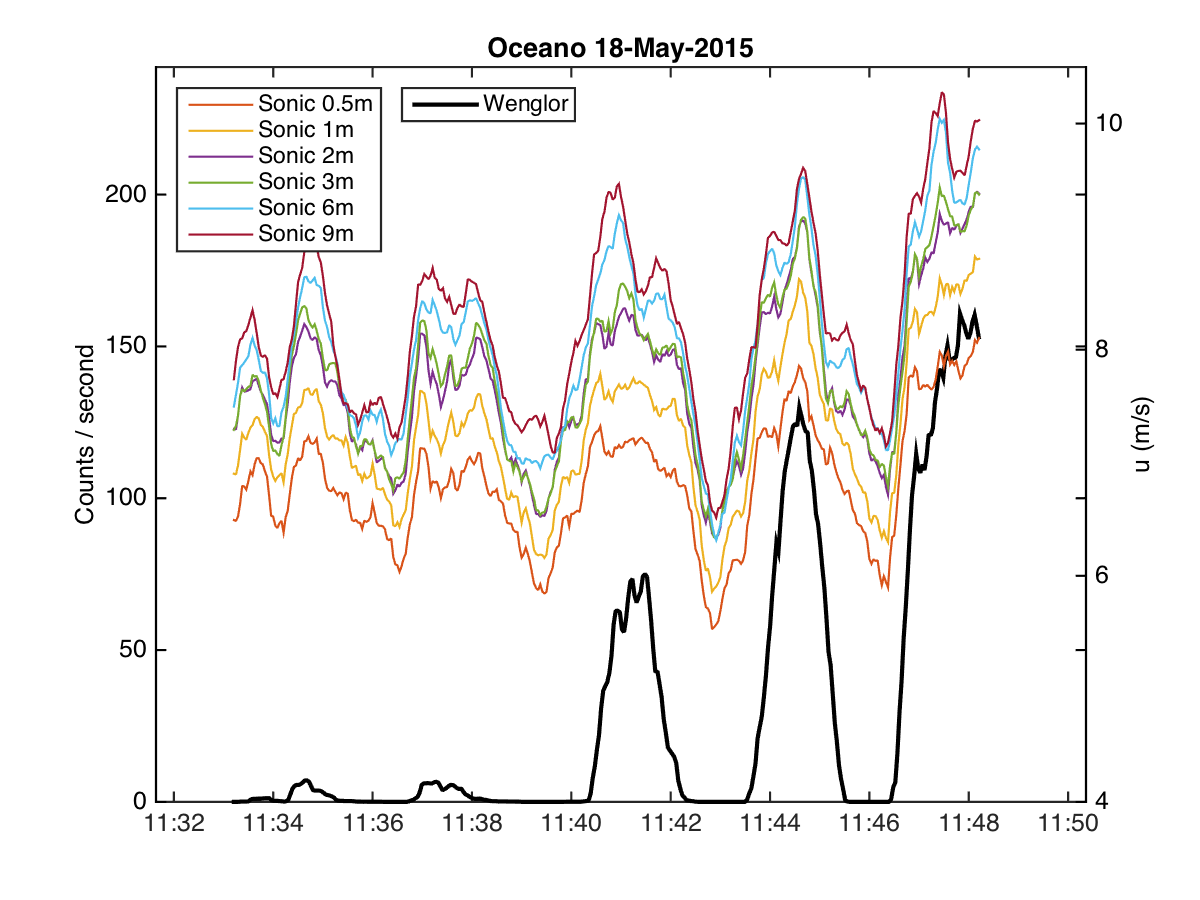 Oceano 18-May-2015
Sonic 0.5m
Sonic 1m
Sonic 2m
Sonic 3m
Sonic 6m
Sonic 9m
Wenglor
Counts / second
200
150
100
50
0
10
8
6
4
u (m/s)
11:32 11:34 11:36 11:38 11:40 11:42 11:44 11:46 11:48 11:50